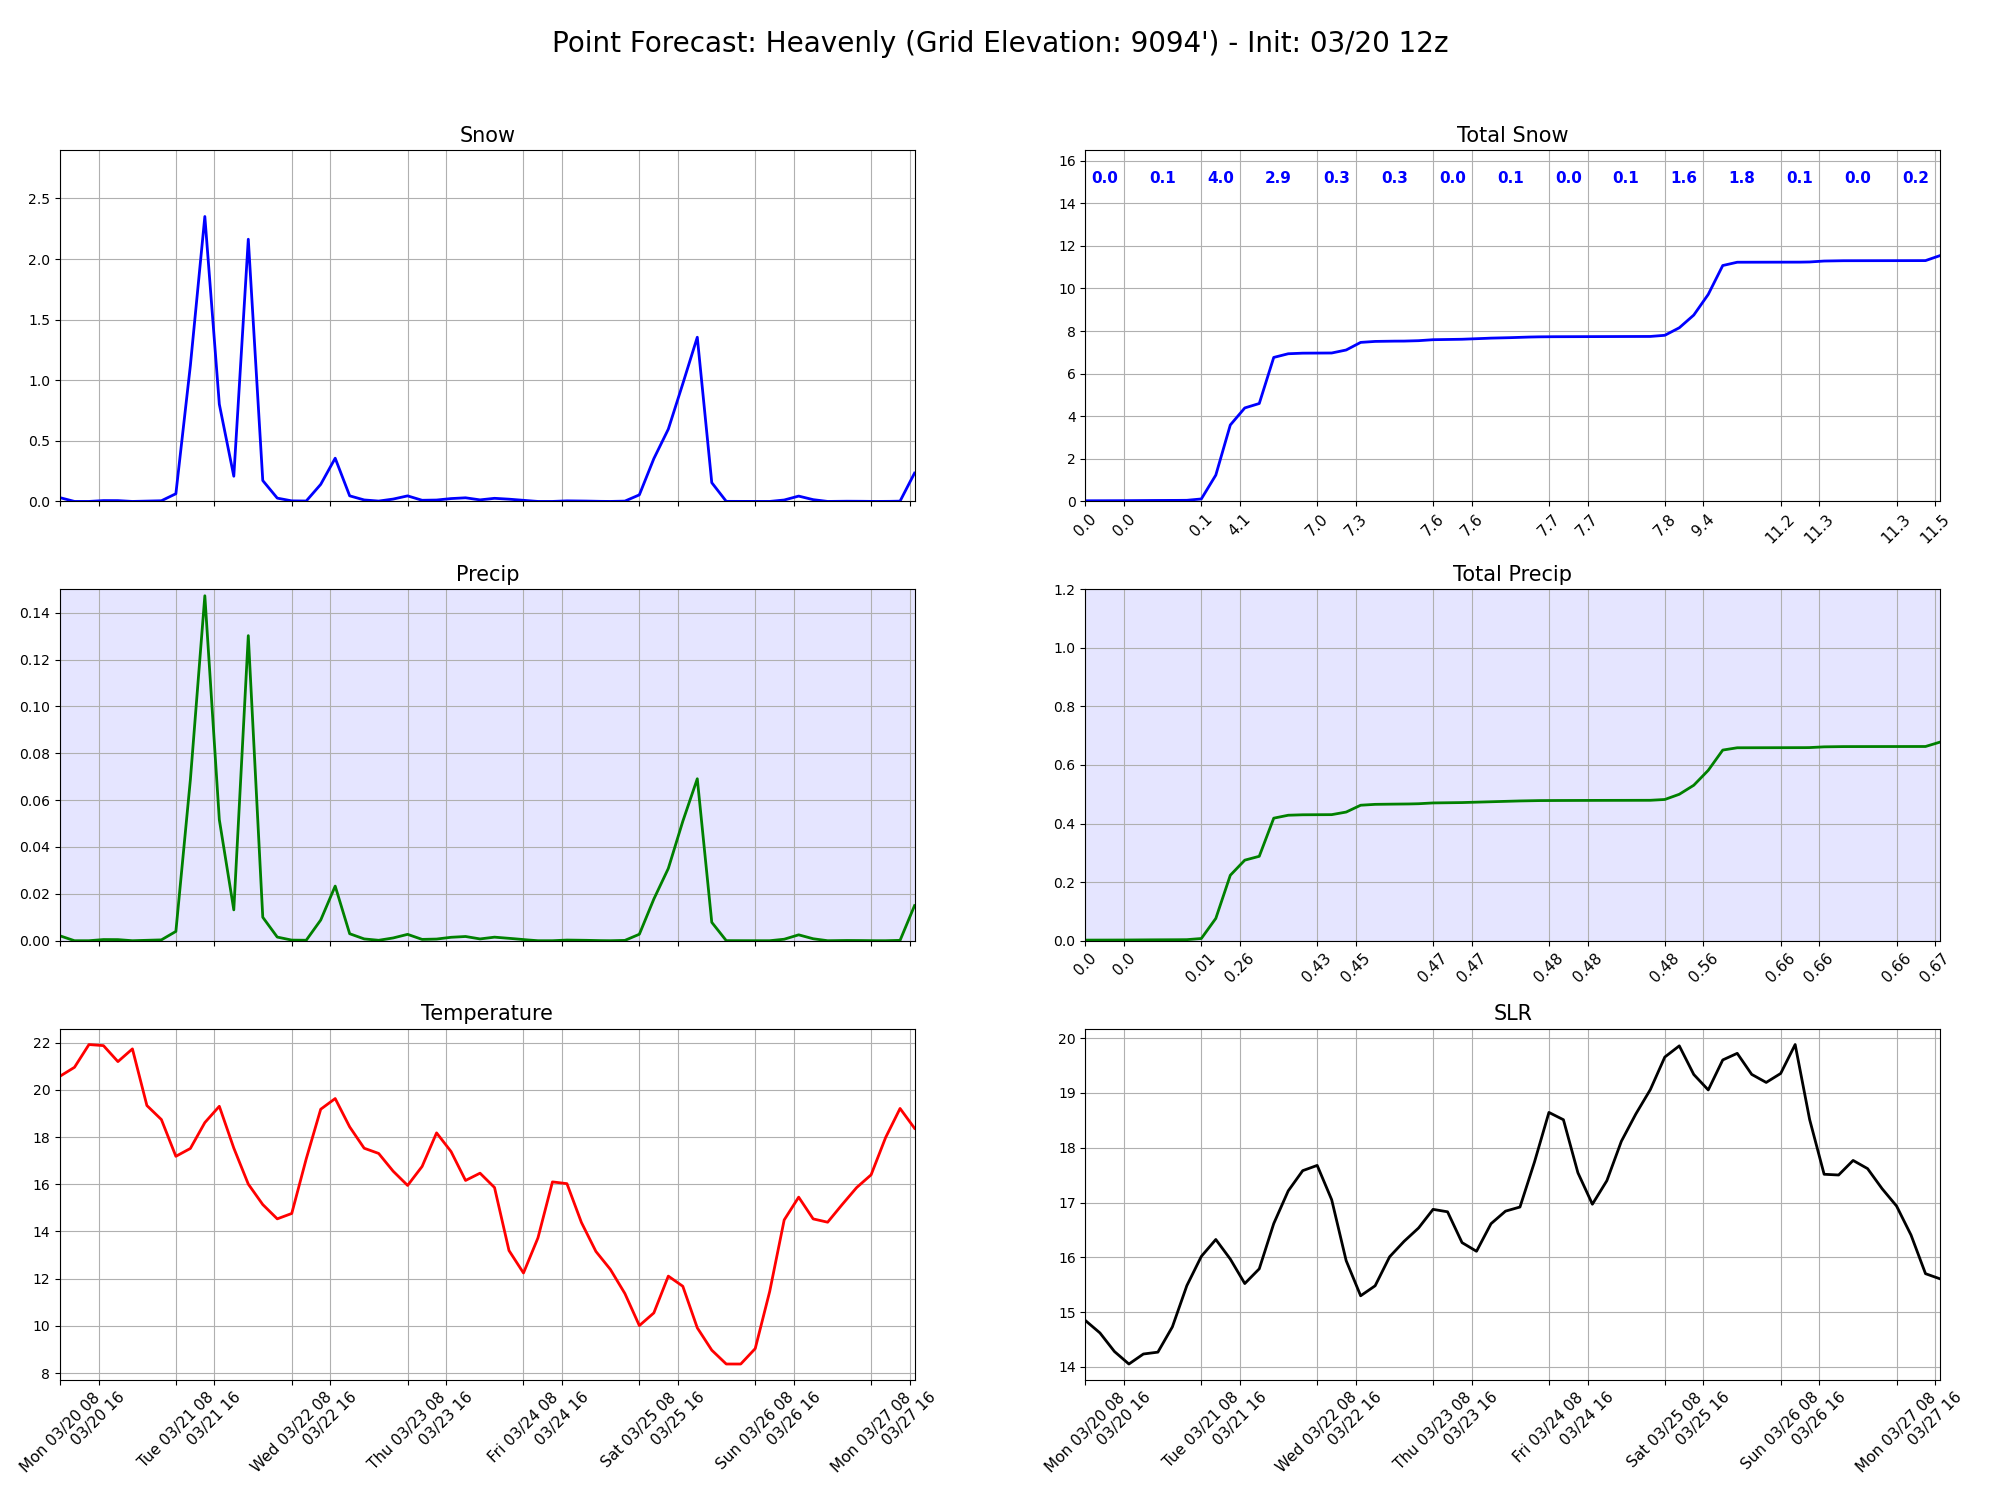 Point Forecast: Heavenly (Grid Elevation: 9094') - Init: 03/20 12z
Snow
2.5
2.0
1.5
1.0
0.5
0.0
Total Snow
16
14
12
10
8
6
4
2
0
0.0 0.1 4.0 2.9 0.3 0.3 0.0 0.1 0.0 0.1 1.6 1.8 0.1 0.0 0.2
0.0 0.0 0.1 4.1 7.0 7.3 7.6 7.6 7.7 7.7 7.8 9.4 11.2 11.3 11.3 11.5
Precip
0.14
0.12
0.10
0.08
0.06
0.04
0.02
0.00
Total Precip
1.2
1.0
0.8
0.6
0.4
0.2
0.0
0.0 0.0 0.01 0.26 0.43 0.45 0.47 0.47 0.48 0.48 0.48 0.56 0.66 0.66 0.66 0.67
Temperature
22
20
18
16
14
12
10
8
Mon 03/20 08
03/20 16
Tue 03/21 08
03/21 16
Wed 03/22 08
03/22 16
Thu 03/23 08
03/23 16
Fri 03/24 08
03/24 16
Sat 03/25 08
03/25 16
Sun 03/26 08
03/26 16
Mon 03/27 08
03/27 16
SLR
20
19
18
17
16
15
14
Mon 03/20 08
03/20 16
Tue 03/21 08
03/21 16
Wed 03/22 08
03/22 16
Thu 03/23 08
03/23 16
Fri 03/24 08
03/24 16
Sat 03/25 08
03/25 16
Sun 03/26 08
03/26 16
Mon 03/27 08
03/27 16